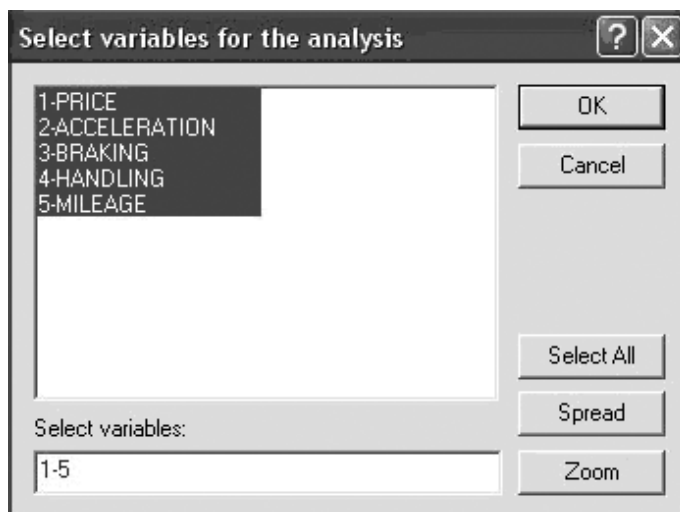 Select variables for the analysis
1-PRICE
2-ACCELERATION
3-BRAKING
4-HANDLING
5-MILEAGE
OK
Cancel
Select All
Spread
Select variables:
1-5
Zoom